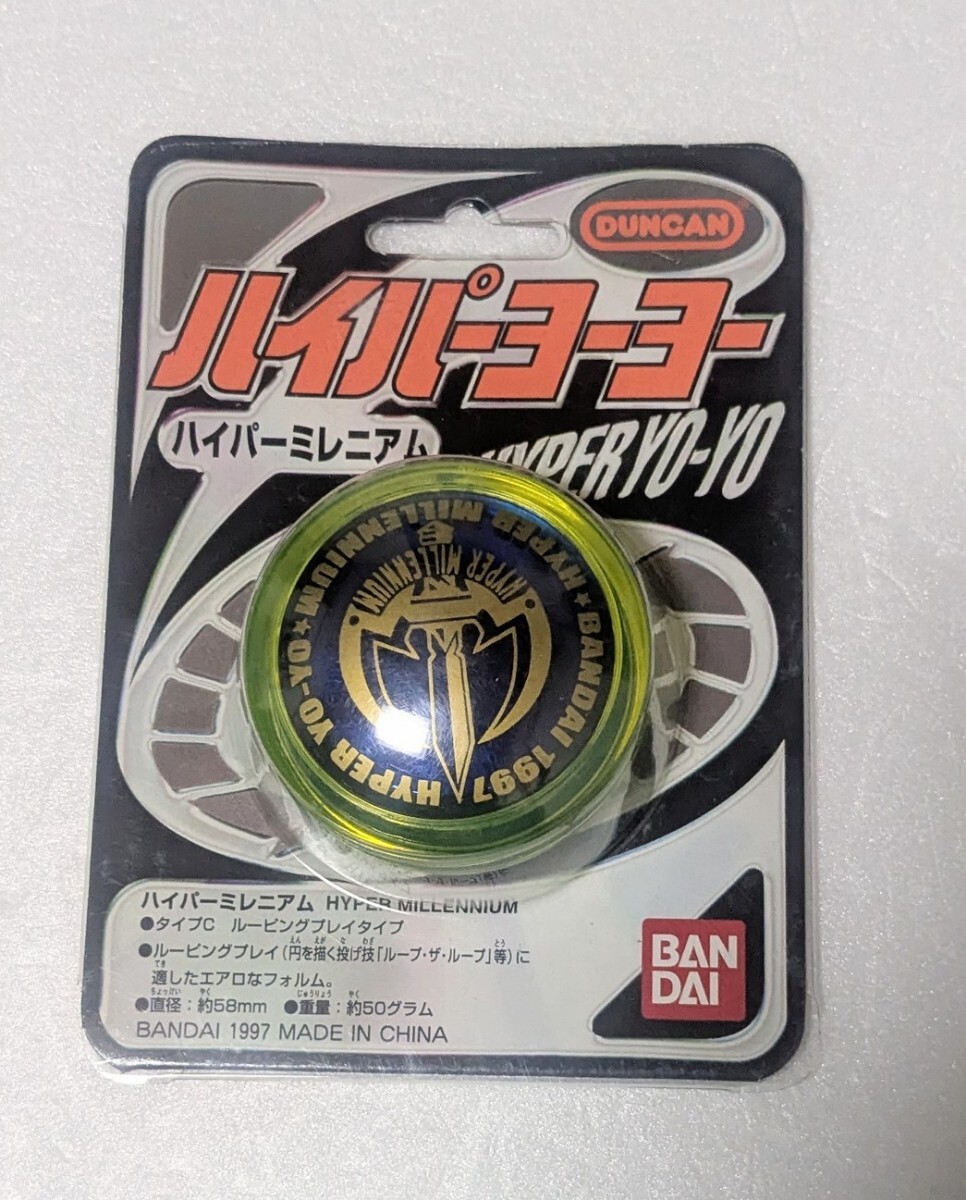 DUNCAN
ハイパーヨーヨー
ハイパーミレニアム
HYPER YO-YO
HYPER MILLENNIUM
★ BANDAI 1997 HYPER YO-YO ★ HYPER MILLENNIUM
ハイパーミレニアム HYPER MILLENNIUM
●タイプC ルーピングプレイタイプ
●ルーピングプレイ(円を描く投げ技「ループ・ザ・ループ」等)に
適したエアロなフォルム。
●直径:約58mm ●重量:約50グラム
BANDAI 1997 MADE IN CHINA
BAN
DAI